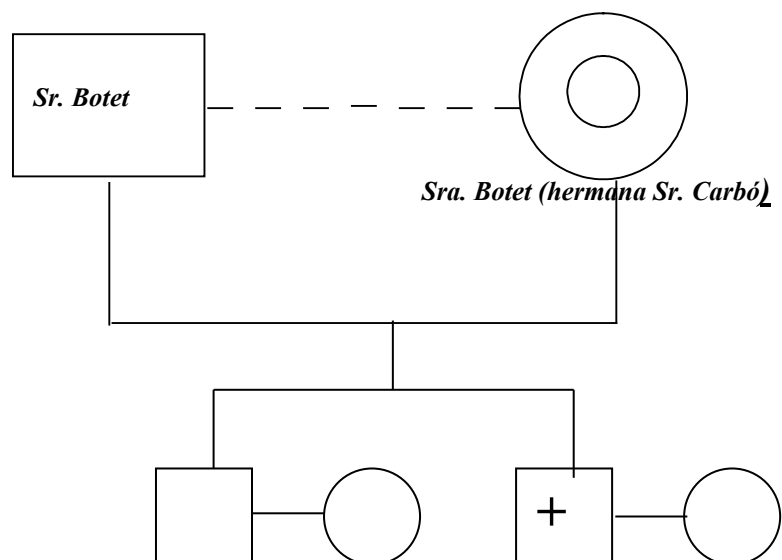 Sr. Botet
Sra. Botet (hermana Sr. Carbó)
+